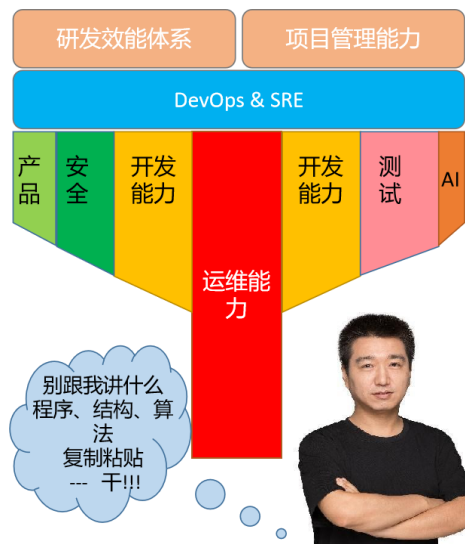 研发效能体系
项目管理能力
DevOps & SRE
产
品
安
全
开发
能力
运维能
力
开发
能力
测
试
AI
别跟我讲什么
程序、结构、算
法
复制粘贴
--- 干!!!